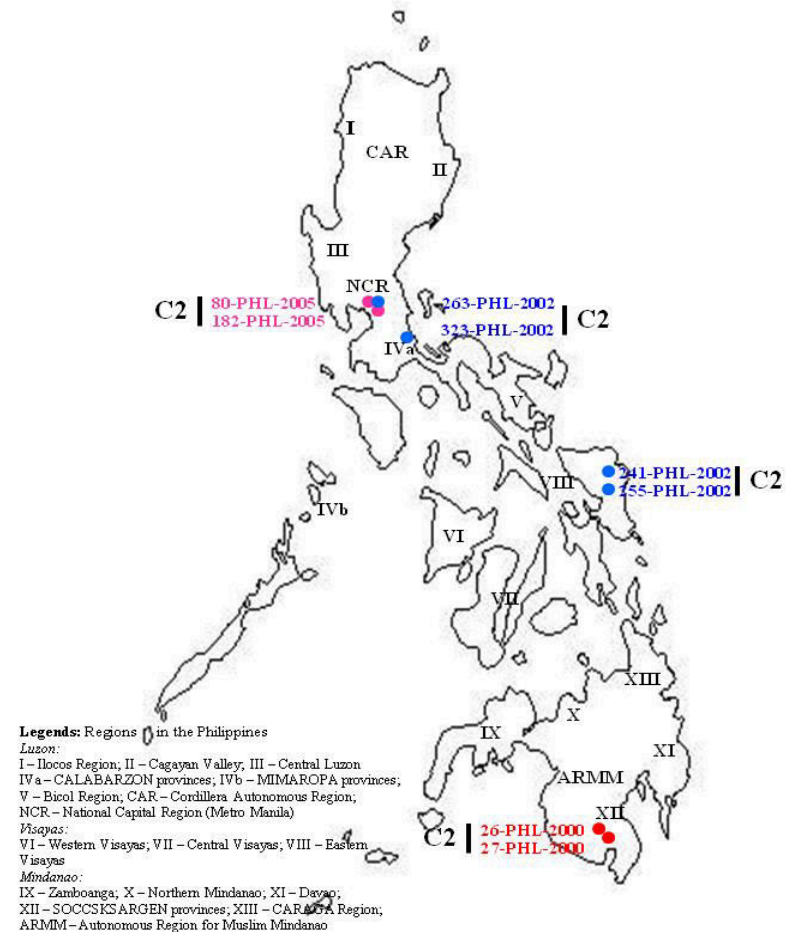 I
CAR
II
III
NCR
C2
80-PHL-2005
182-PHL-2005
263-PHL-2002
323-PHL-2002
C2
IVa
V
VIII
241-PHL-2002
255-PHL-2002
C2
IVb
VI
VII
XIII
X
IX
XI
ARMM
XII
C2
26-PHL-2000
27-PHL-2000
Legends: Regions in the Philippines
Luzon:
I – Ilocos Region; II – Cagayan Valley; III – Central Luzon
IVa – CALABARZON provinces; IVb – MIMAROPA provinces;
V – Bicol Region; CAR – Cordillera Autonomous Region;
NCR – National Capital Region (Metro Manila)
Visayas:
VI – Western Visayas; VII – Central Visayas; VIII – Eastern
Visayas
Mindanao:
IX – Zamboanga; X – Northern Mindanao; XI – Davao;
XII – SOCCSKSARGEN provinces; XIII – CARAGA Region;
ARMM – Autonomous Region for Muslim Mindanao